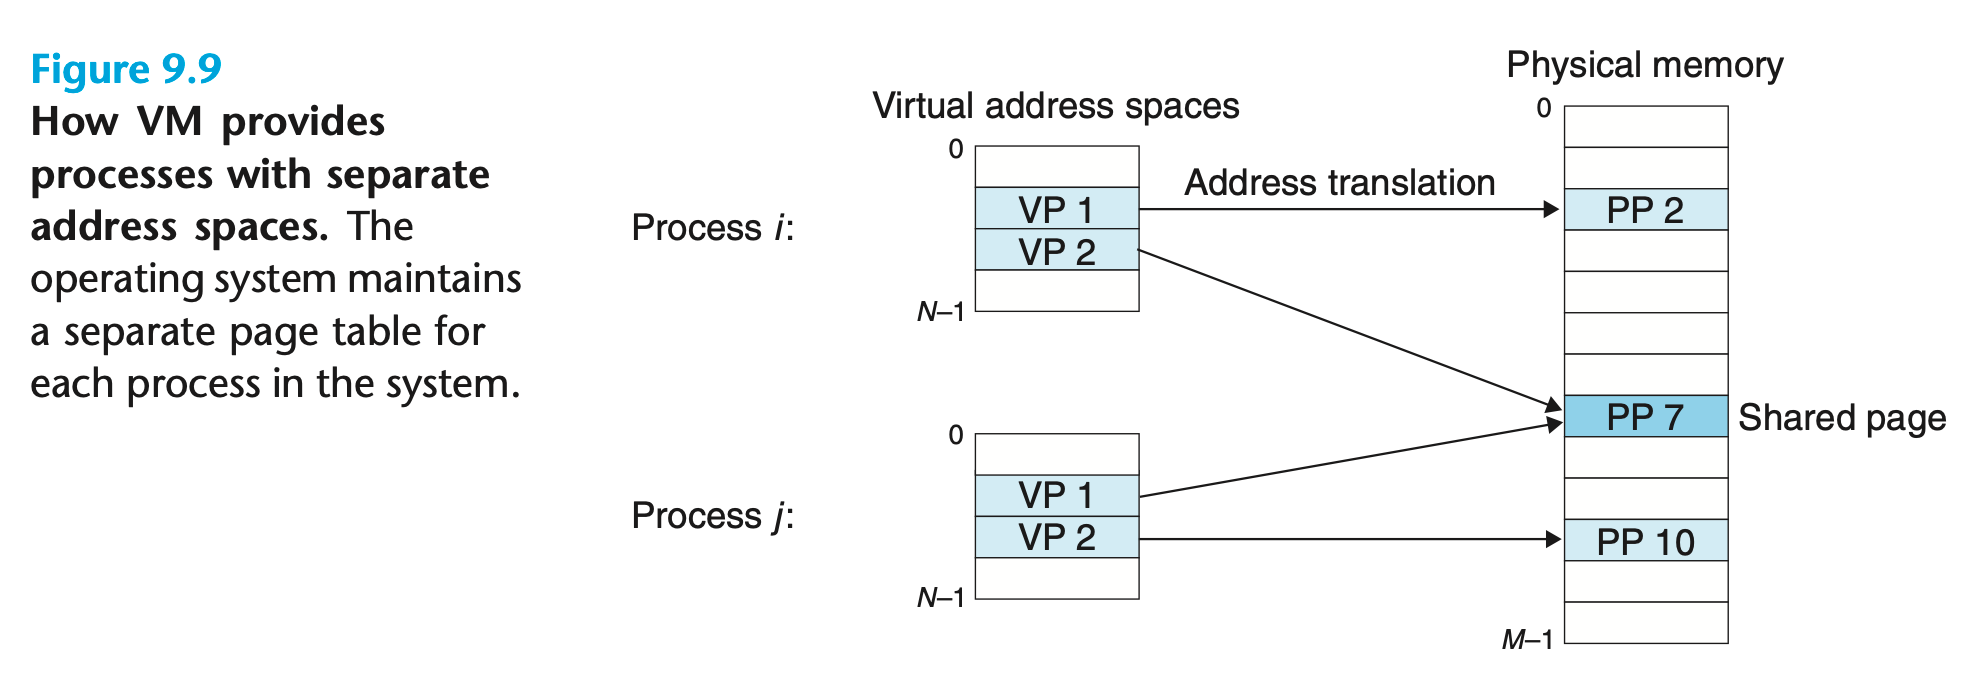 Figure 9.9
How VM provides
processes with separate
address spaces. The
operating system maintains
a separate page table for
each process in the system.
Virtual address spaces
Physical memory
0
Process i:
VP 1
VP 2
N–1
Address translation
0
Process j:
VP 1
VP 2
N–1
0
PP 2
PP 7
Shared page
PP 10
M–1